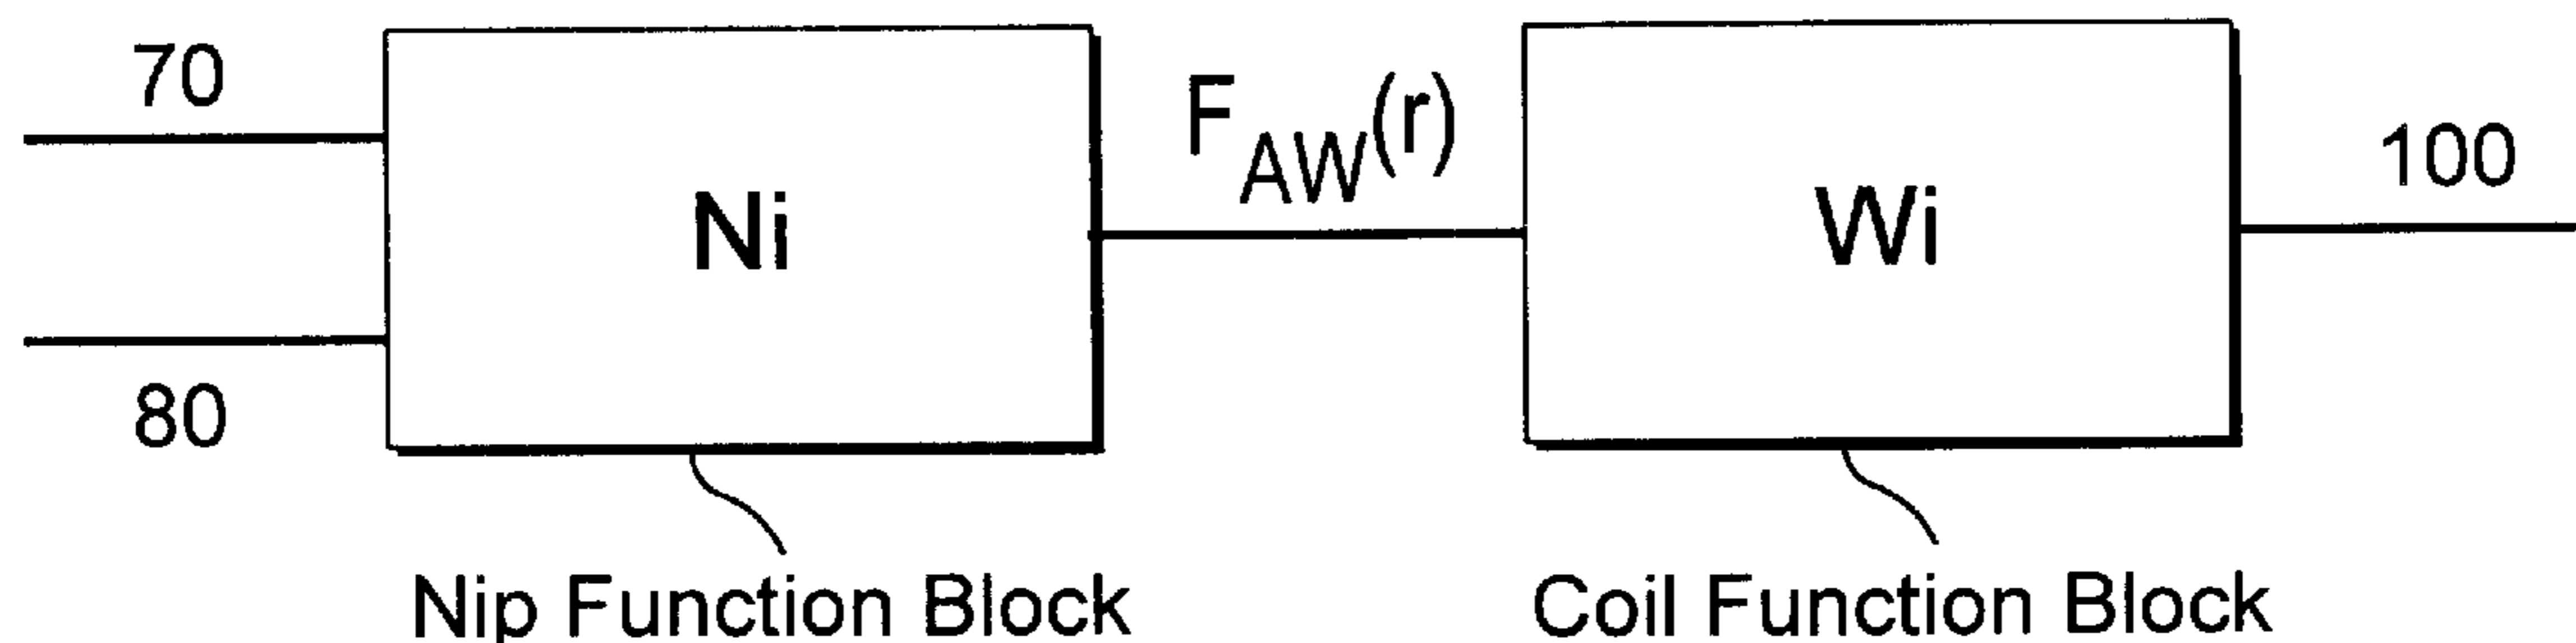 70
80
Ni
F_AW(r)
Wi
100
Nip Function Block
Coil Function Block